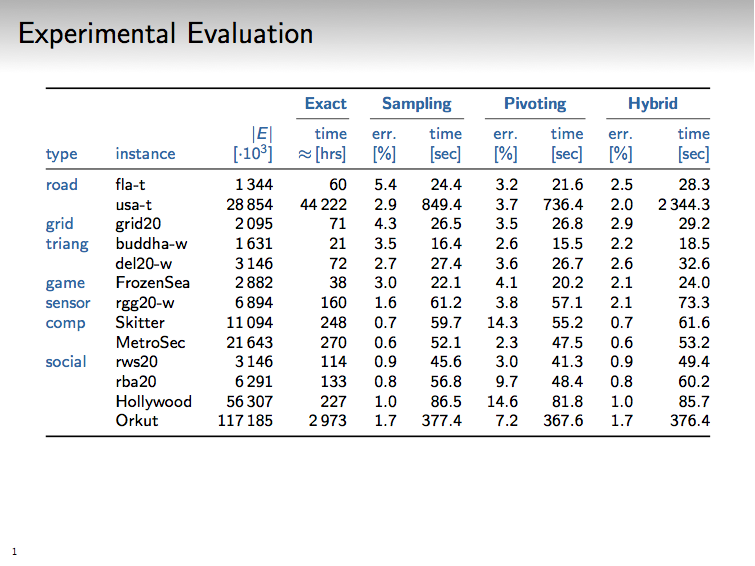 Experimental Evaluation
Exact Sampling Pivoting Hybrid
|E| time err. time err. time err. time
type instance [·10³] ≈ [hrs] [%] [sec] [%] [sec] [%] [sec]
road fla-t 1 344 60 5.4 24.4 3.2 21.6 2.5 28.3
usa-t 28 854 44 222 2.9 849.4 3.7 736.4 2.0 2 344.3
grid grid20 2 095 71 4.3 26.5 3.5 26.8 2.9 29.2
triang buddha-w 1 631 21 3.5 16.4 2.6 15.5 2.2 18.5
del20-w 3 146 72 2.7 27.4 3.6 26.7 2.6 32.6
game FrozenSea 2 882 38 3.0 22.1 4.1 20.2 2.1 24.0
sensor rgg20-w 6 894 160 1.6 61.2 3.8 57.1 2.1 73.3
comp Skitter 11 094 248 0.7 59.7 14.3 55.2 0.7 61.6
MetroSec 21 643 270 0.6 52.1 2.3 47.5 0.6 53.2
social rws20 3 146 114 0.9 45.6 3.0 41.3 0.9 49.4
rba20 6 291 133 0.8 56.8 9.7 48.4 0.8 60.2
Hollywood 56 307 227 1.0 86.5 14.6 81.8 1.0 85.7
Orkut 117 185 2 973 1.7 377.4 7.2 367.6 1.7 376.4
1